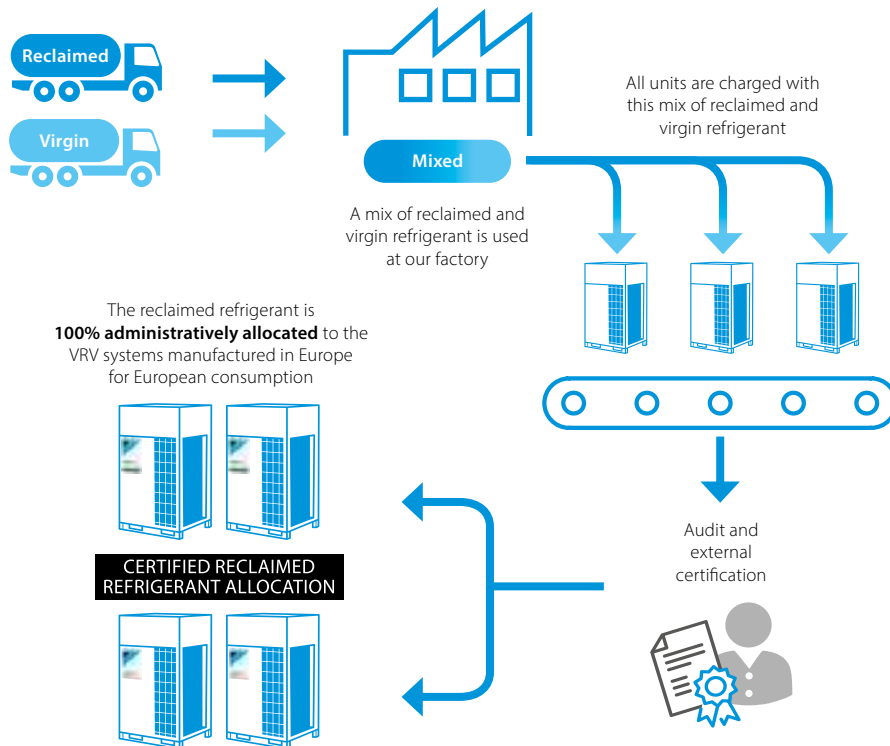 Reclaimed
Virgin
Mixed
A mix of reclaimed and
virgin refrigerant is used
at our factory
All units are charged with
this mix of reclaimed and
virgin refrigerant
The reclaimed refrigerant is
100% administratively allocated to the
VRV systems manufactured in Europe
for European consumption
CERTIFIED RECLAIMED
REFRIGERANT ALLOCATION
Audit and
external
certification